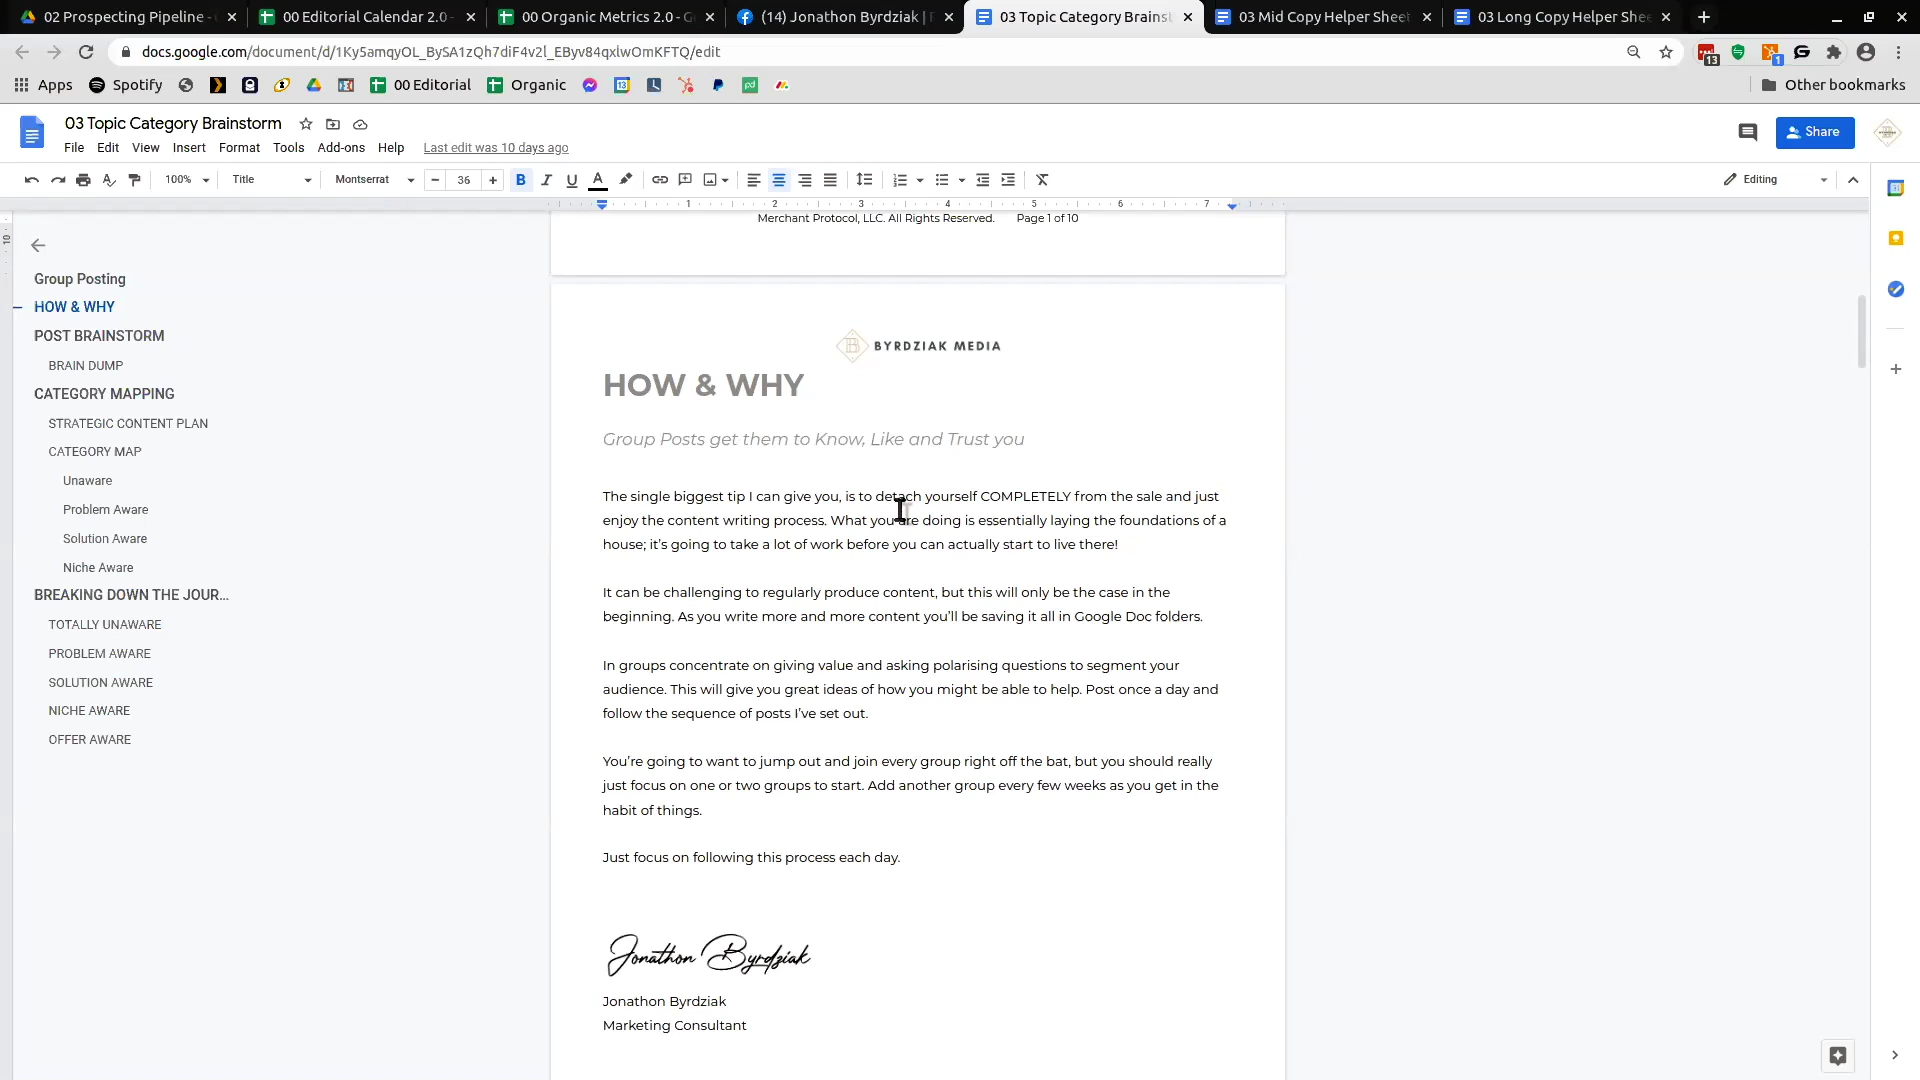 02 Prospecting Pipeline -
00 Editorial Calendar 2.0 -
00 Organic Metrics 2.0 - G
(14) Jonathon Byrdziak | F
03 Topic Category Brainst
03 Mid Copy Helper Sheet
03 Long Copy Helper She
docs.google.com/document/d/1Ky5amqyOL_BySA1zQh7diF4v2l_EByv84qxlwOmKFTQ/edit
13
1
Apps
Spotify
00 Editorial
Organic
Other bookmarks
03 Topic Category Brainstorm
Share
File Edit View Insert Format Tools Add-ons Help Last edit was 10 days ago
100% Title Montserrat 36 Editing
1 2 3 4 5 6 7
10
Merchant Protocol, LLC. All Rights Reserved. Page 1 of 10
Group Posting
HOW & WHY
POST BRAINSTORM
BRAIN DUMP
CATEGORY MAPPING
STRATEGIC CONTENT PLAN
CATEGORY MAP
Unaware
Problem Aware
Solution Aware
Niche Aware
BREAKING DOWN THE JOUR...
TOTALLY UNAWARE
PROBLEM AWARE
SOLUTION AWARE
NICHE AWARE
OFFER AWARE
BYRDZIAK MEDIA
HOW & WHY
Group Posts get them to Know, Like and Trust you
The single biggest tip I can give you, is to detach yourself COMPLETELY from the sale and just
enjoy the content writing process. What you are doing is essentially laying the foundations of a
house; it's going to take a lot of work before you can actually start to live there!
It can be challenging to regularly produce content, but this will only be the case in the
beginning. As you write more and more content you'll be saving it all in Google Doc folders.
In groups concentrate on giving value and asking polarising questions to segment your
audience. This will give you great ideas of how you might be able to help. Post once a day and
follow the sequence of posts I've set out.
You're going to want to jump out and join every group right off the bat, but you should really
just focus on one or two groups to start. Add another group every few weeks as you get in the
habit of things.
Just focus on following this process each day.
Jonathon Byrdziak
Jonathon Byrdziak
Marketing Consultant